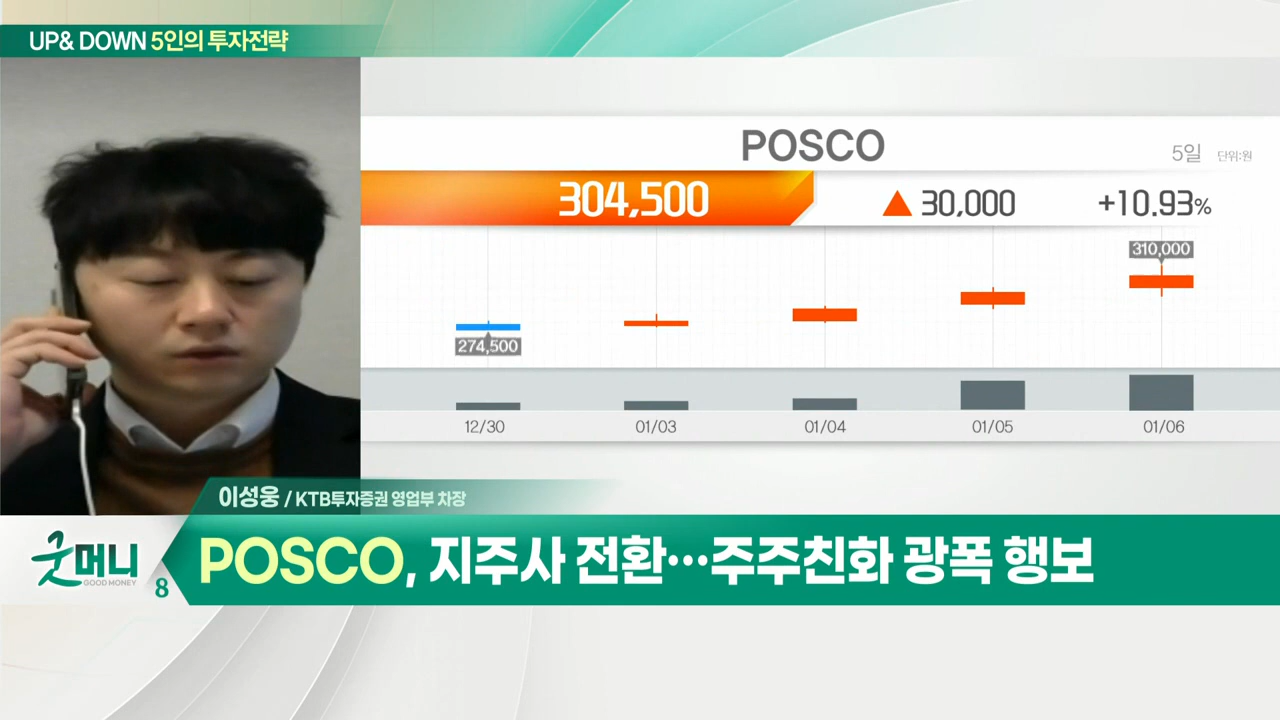 UP& DOWN 5인의 투자전략
POSCO
5일 단위:원
304,500 ▲ 30,000 +10.93%
310,000
274,500
12/30 01/03 01/04 01/05 01/06
이성웅 / KTB투자증권 영업부 차장
굿머니
GOOD MONEY
8
POSCO, 지주사 전환…주주친화 광폭 행보